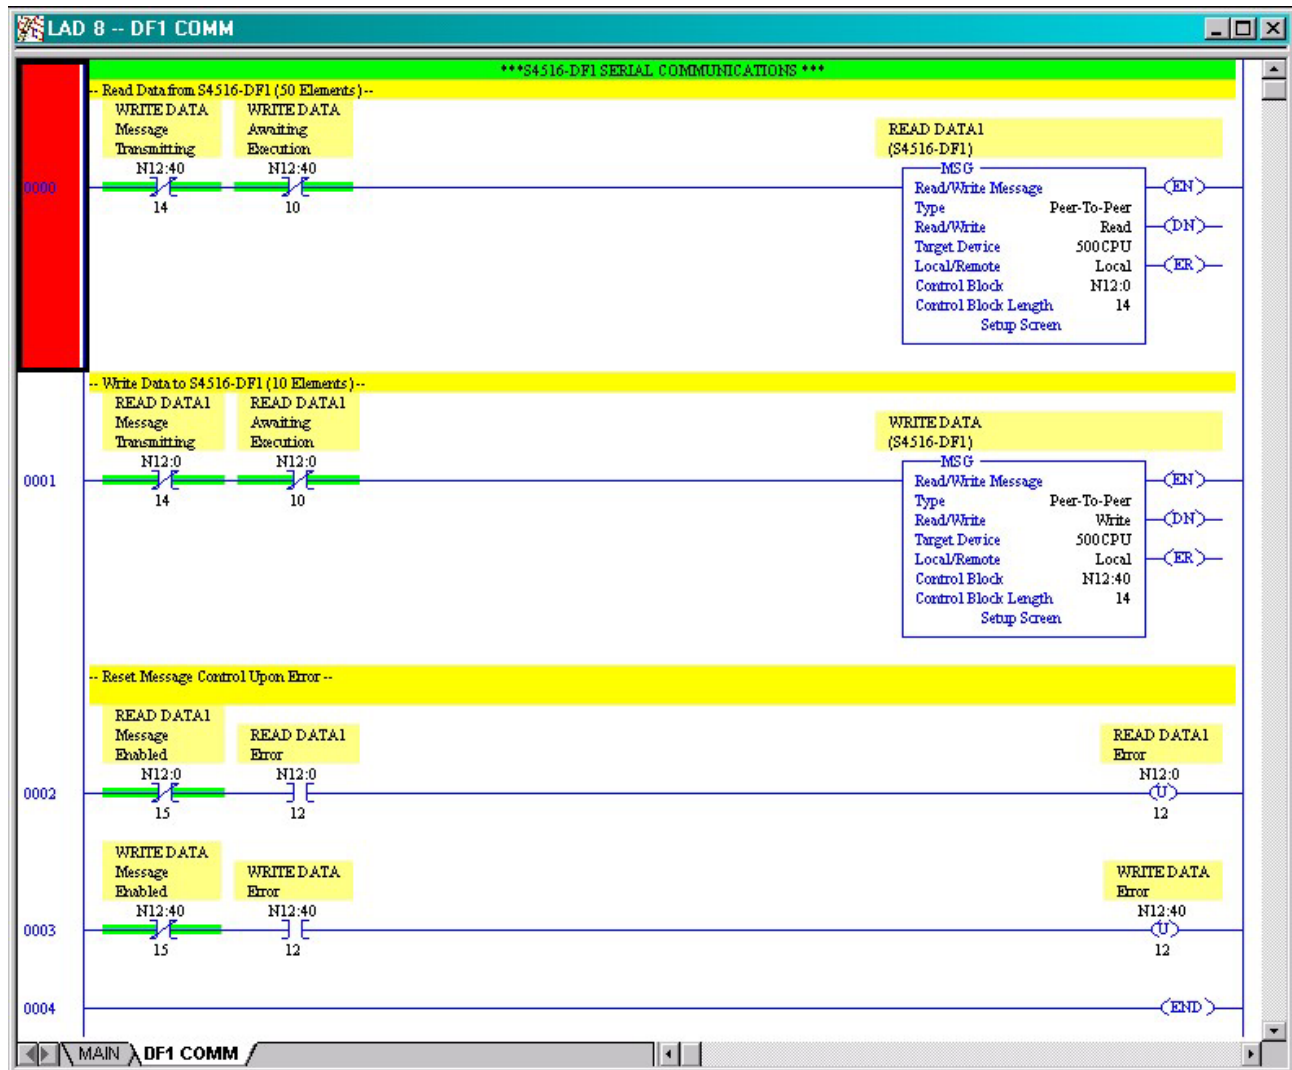 LAD 8 -- DF1 COMM
***S4516-DF1 SERIAL COMMUNICATIONS ***
-- Read Data from S4516-DF1 (50 Elements)--
WRITE DATA WRITE DATA
Message Awaiting READ DATA1
Transmitting Execution (S4516-DF1)
N12:40 N12:40 MSG
0000 Read/Write Message (EN)
14 10 Type Peer-To-Peer
Read/Write Read (DN)
Target Device 500CPU
Local/Remote Local (ER)
Control Block N12:0
Control Block Length 14
Setup Screen
-- Write Data to S4516-DF1 (10 Elements)--
READ DATA1 READ DATA1
Message Awaiting WRITE DATA
Transmitting Execution (S4516-DF1)
N12:0 N12:0 MSG
0001 Read/Write Message (EN)
14 10 Type Peer-To-Peer
Read/Write Write (DN)
Target Device 500CPU
Local/Remote Local (ER)
Control Block N12:40
Control Block Length 14
Setup Screen
-- Reset Message Control Upon Error --
READ DATA1
Message READ DATA1 READ DATA1
Enabled Error Error
N12:0 N12:0 N12:0
0002 (U)
15 12 12
WRITE DATA
Message WRITE DATA WRITE DATA
Enabled Error Error
N12:40 N12:40 N12:40
0003 (U)
15 12 12
0004 (END)
MAIN DF1 COMM